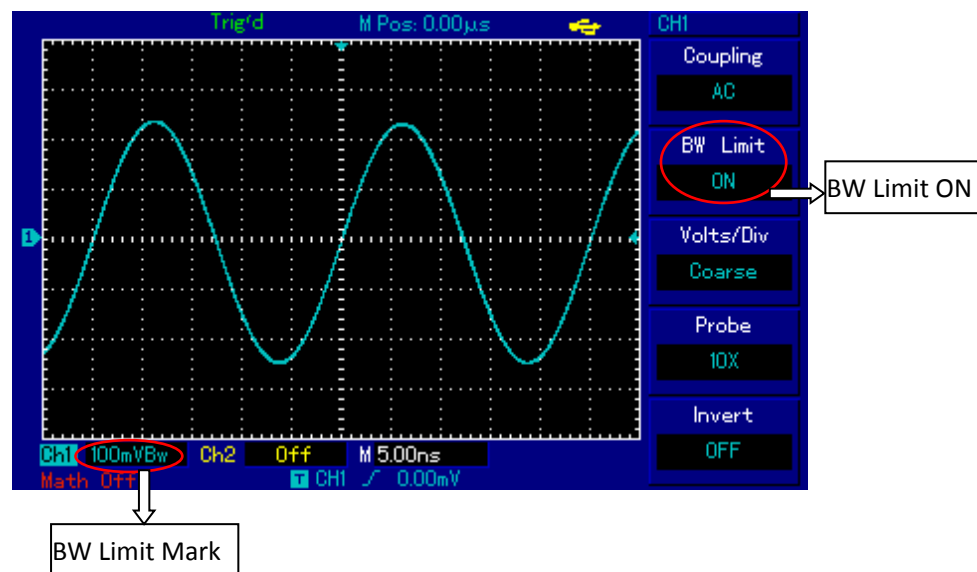 Trig'd M Pos: 0.00µs CH1
Coupling
AC
BW Limit
ON
BW Limit ON
1
Volts/Div
Coarse
Probe
10X
Invert
OFF
Ch1 100mVBw Ch2 Off M 5.00ns
Math Off T CH1 0.00mV
BW Limit Mark